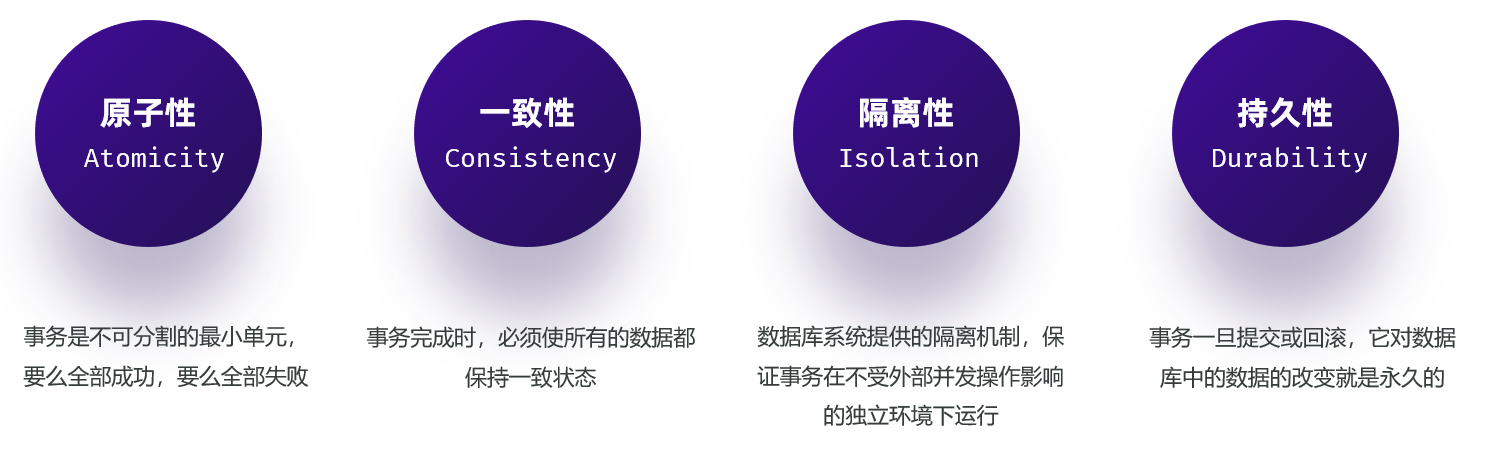 原子性
Atomicity
事务是不可分割的最小单元，
要么全部成功，要么全部失败
一致性
Consistency
事务完成时，必须使所有的数据都
保持一致状态
隔离性
Isolation
数据库系统提供的隔离机制，保
证事务在不受外部并发操作影响
的独立环境下运行
持久性
Durability
事务一旦提交或回滚，它对数据
库中的数据的改变就是永久的